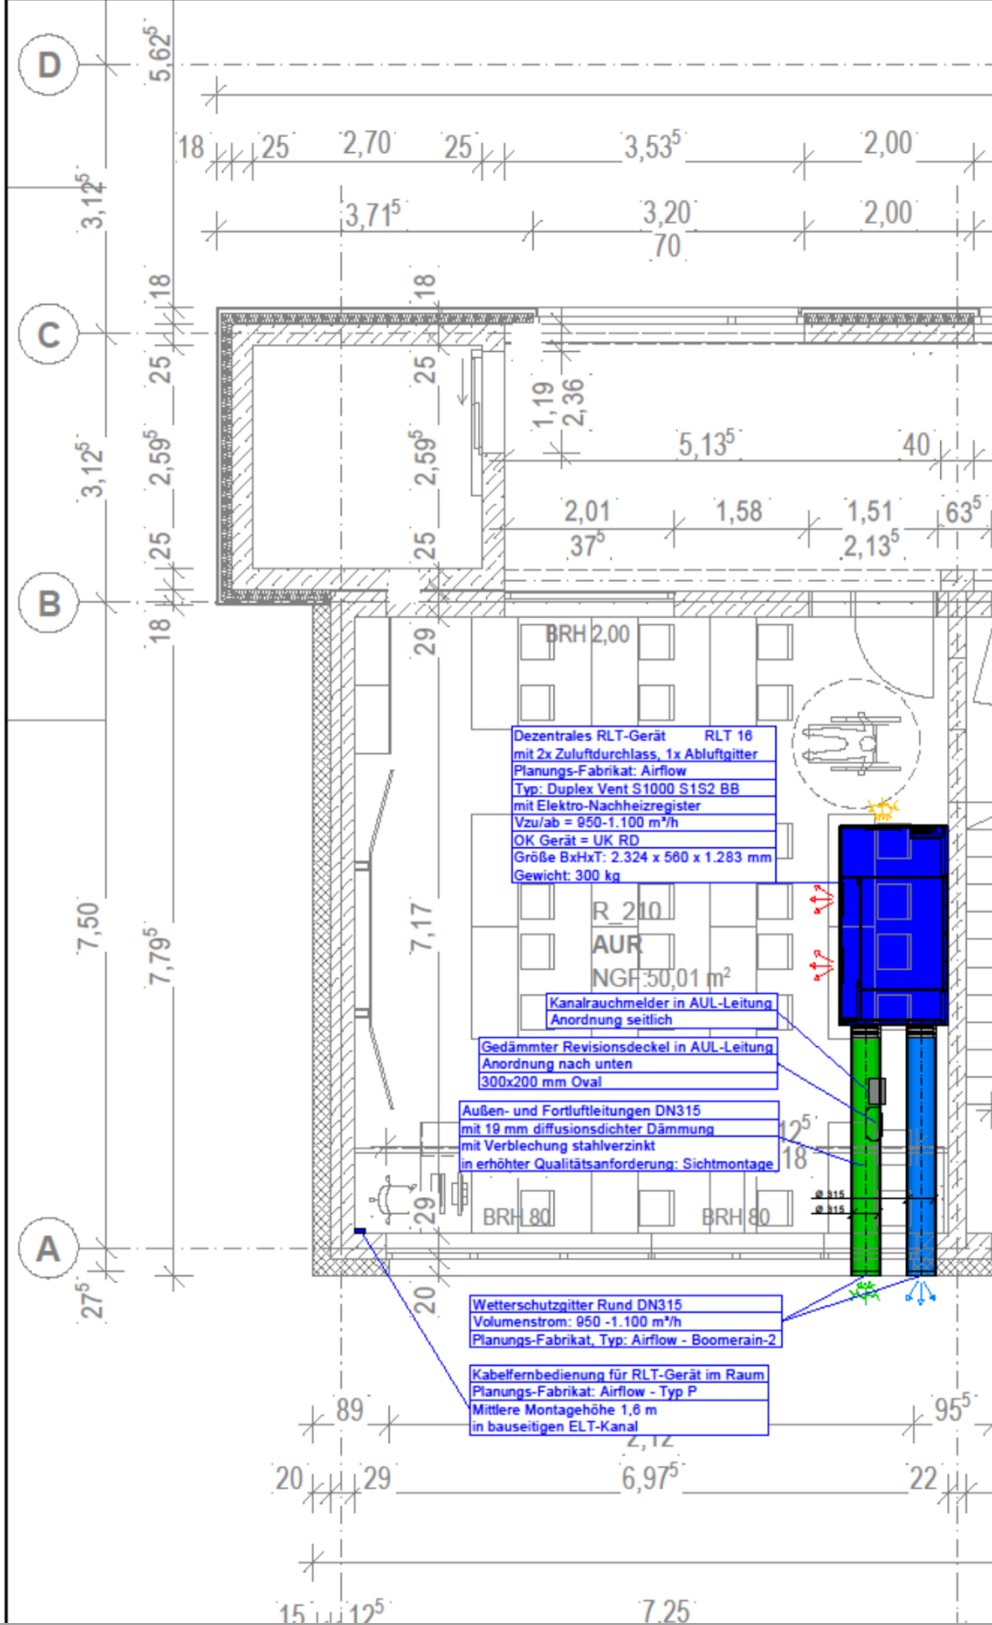 D
5,62⁵
18
25
2,70
25
3,53⁵
2,00
3,12⁵
3,71⁵
3,20
2,00
70
18
18
C
25
25
1,19
2,36
3,12⁵
2,59⁵
2,59⁵
5,13⁵
40
2,01
1,58
1,51
63⁵
37⁵
2,13⁵
25
25
B
18
29
BRH 2,00
Dezentrales RLT-Gerät RLT 16
mit 2x Zuluftdurchlass, 1x Abluftgitter
Planungs-Fabrikat: Airflow
Typ: Duplex Vent S1000 S1S2 BB
mit Elektro-Nachheizregister
Vzu/ab = 950-1.100 m³/h
OK Gerät = UK RD
Größe BxHxT: 2.324 x 560 x 1.283 mm
Gewicht: 300 kg
7,50
7,79⁵
7,17
R_210
AUR
NGF:50,01 m²
Kanalrauchmelder in AUL-Leitung
Anordnung seitlich
Gedämmter Revisionsdeckel in AUL-Leitung
Anordnung nach unten
300x200 mm Oval
Außen- und Fortluftleitungen DN315
mit 19 mm diffusionsdichter Dämmung
mit Verblechung stahlverzinkt
in erhöhter Qualitätsanforderung: Sichtmontage
12⁵
18
Ø 315
Ø 315
29
BRH 80
BRH 80
A
27⁵
20
Wetterschutzgitter Rund DN315
Volumenstrom: 950 -1.100 m³/h
Planungs-Fabrikat, Typ: Airflow - Boomerain-2
Kabelfernbedienung für RLT-Gerät im Raum
Planungs-Fabrikat: Airflow - Typ P
Mittlere Montagehöhe 1,6 m
in bauseitigen ELT-Kanal
89
95⁵
2,12
20
29
6,97⁵
22
15
12⁵
7,25